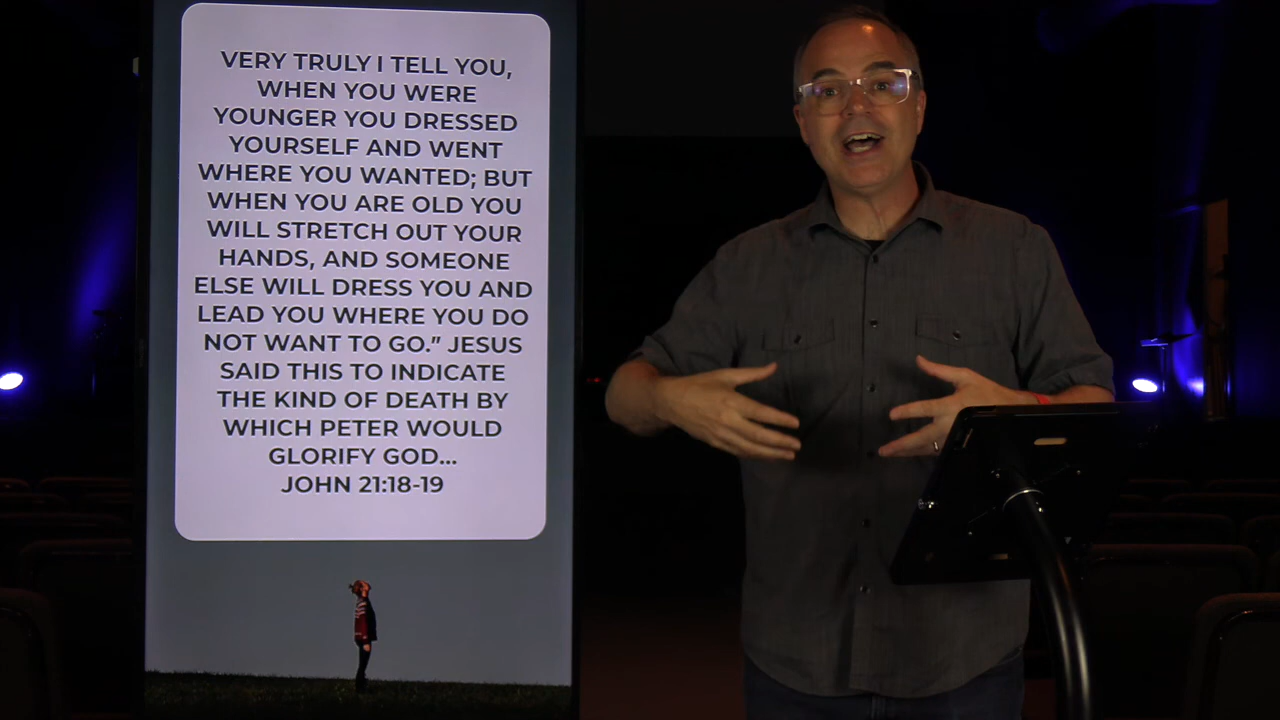 VERY TRULY I TELL YOU,
WHEN YOU WERE
YOUNGER YOU DRESSED
YOURSELF AND WENT
WHERE YOU WANTED; BUT
WHEN YOU ARE OLD YOU
WILL STRETCH OUT YOUR
HANDS, AND SOMEONE
ELSE WILL DRESS YOU AND
LEAD YOU WHERE YOU DO
NOT WANT TO GO.” JESUS
SAID THIS TO INDICATE
THE KIND OF DEATH BY
WHICH PETER WOULD
GLORIFY GOD...
JOHN 21:18-19